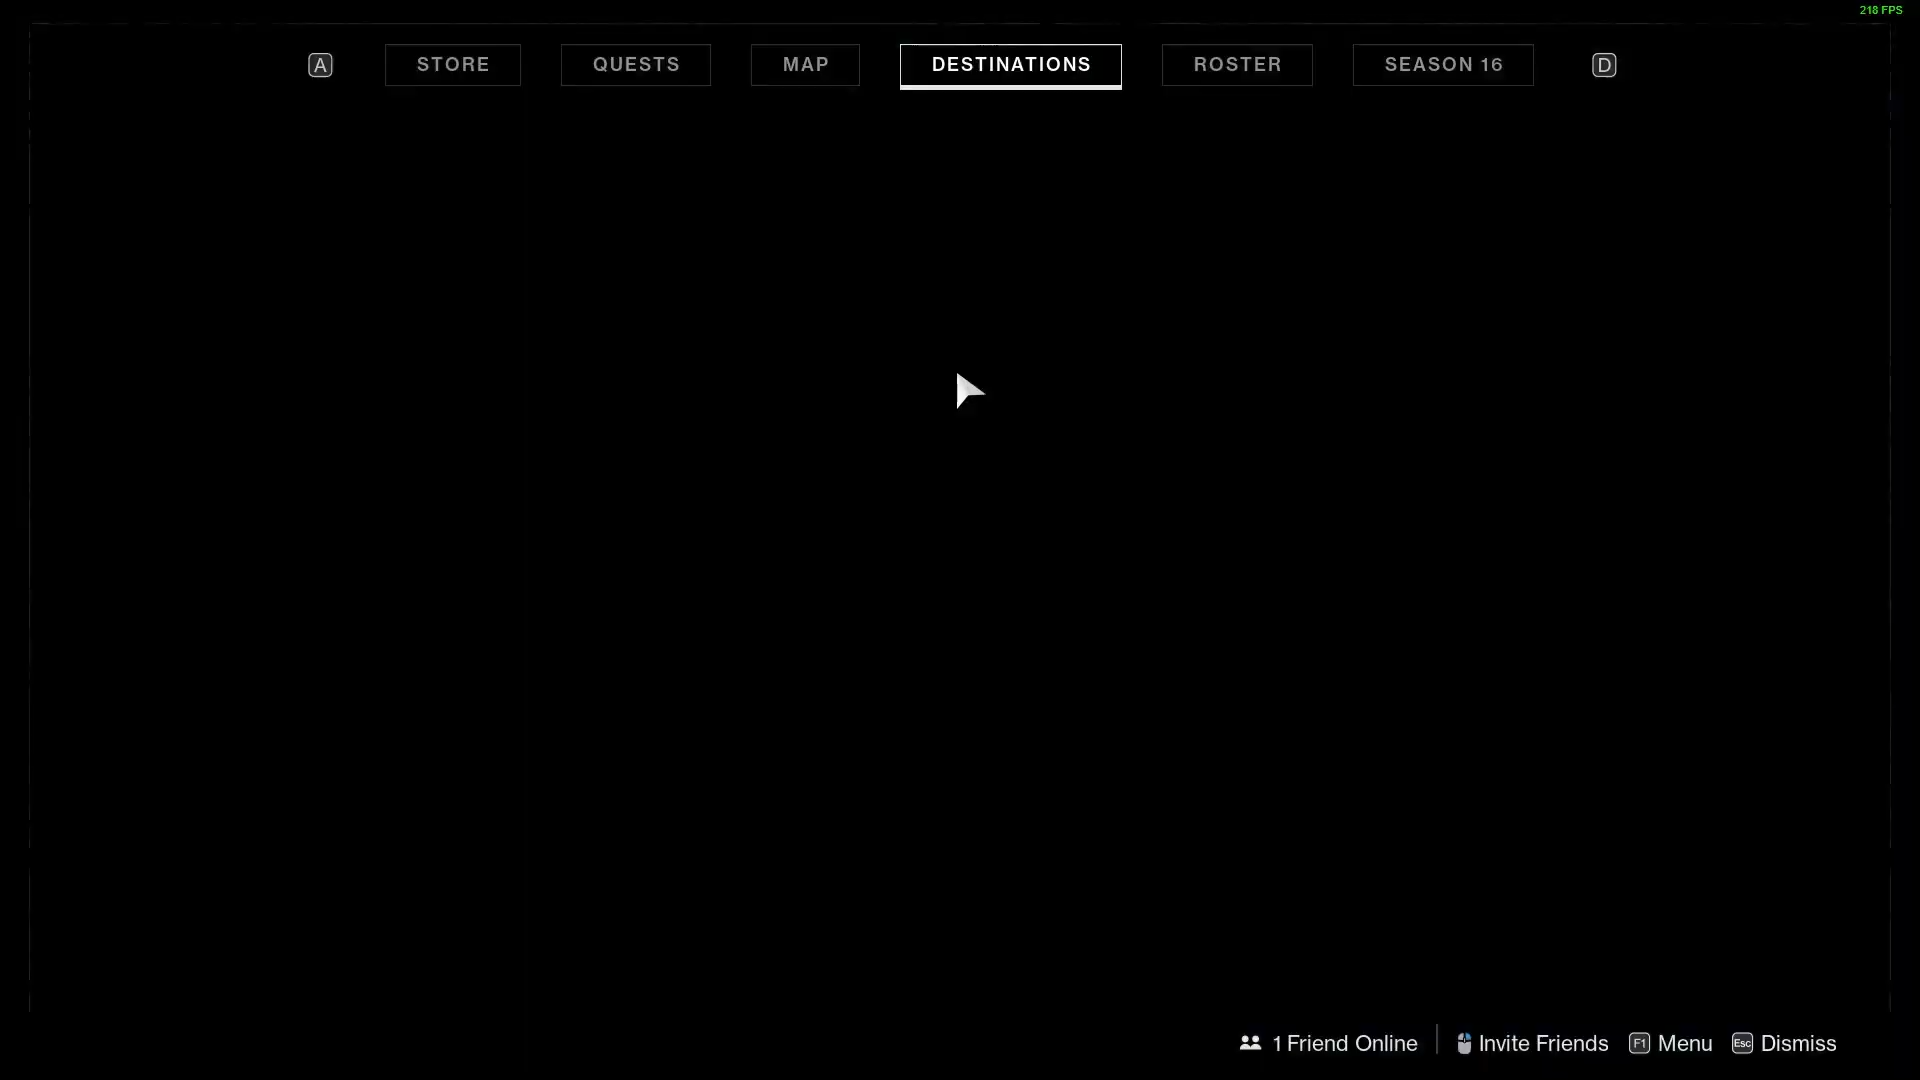 218 FPS
A STORE QUESTS MAP DESTINATIONS ROSTER SEASON 16 D
1 Friend Online Invite Friends F1 Menu Esc Dismiss